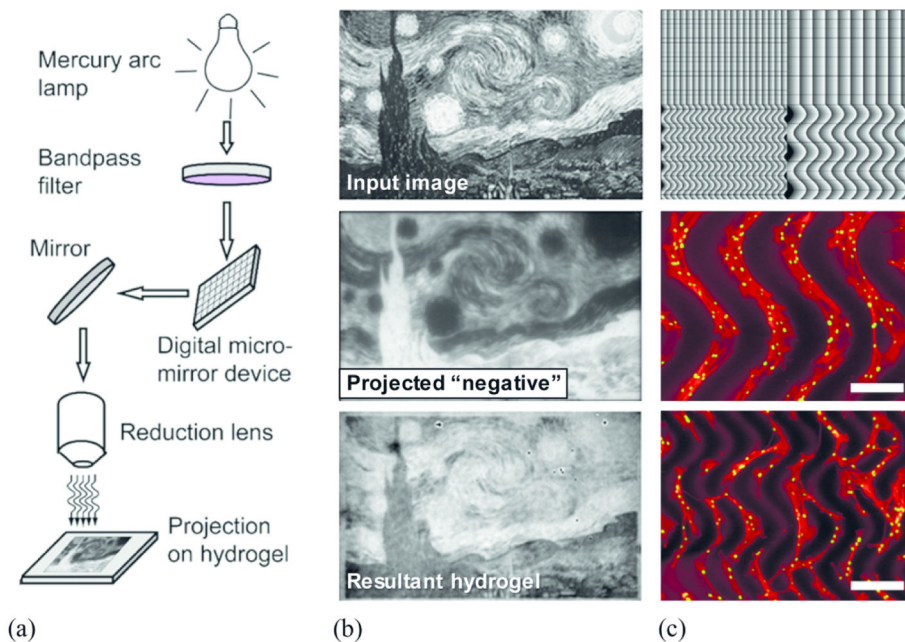 Mercury arc
lamp
Bandpass
filter
Mirror
Digital micro-
mirror device
Reduction lens
Projection
on hydrogel
(a)
Input image
Projected “negative”
Resultant hydrogel
(b)
(c)